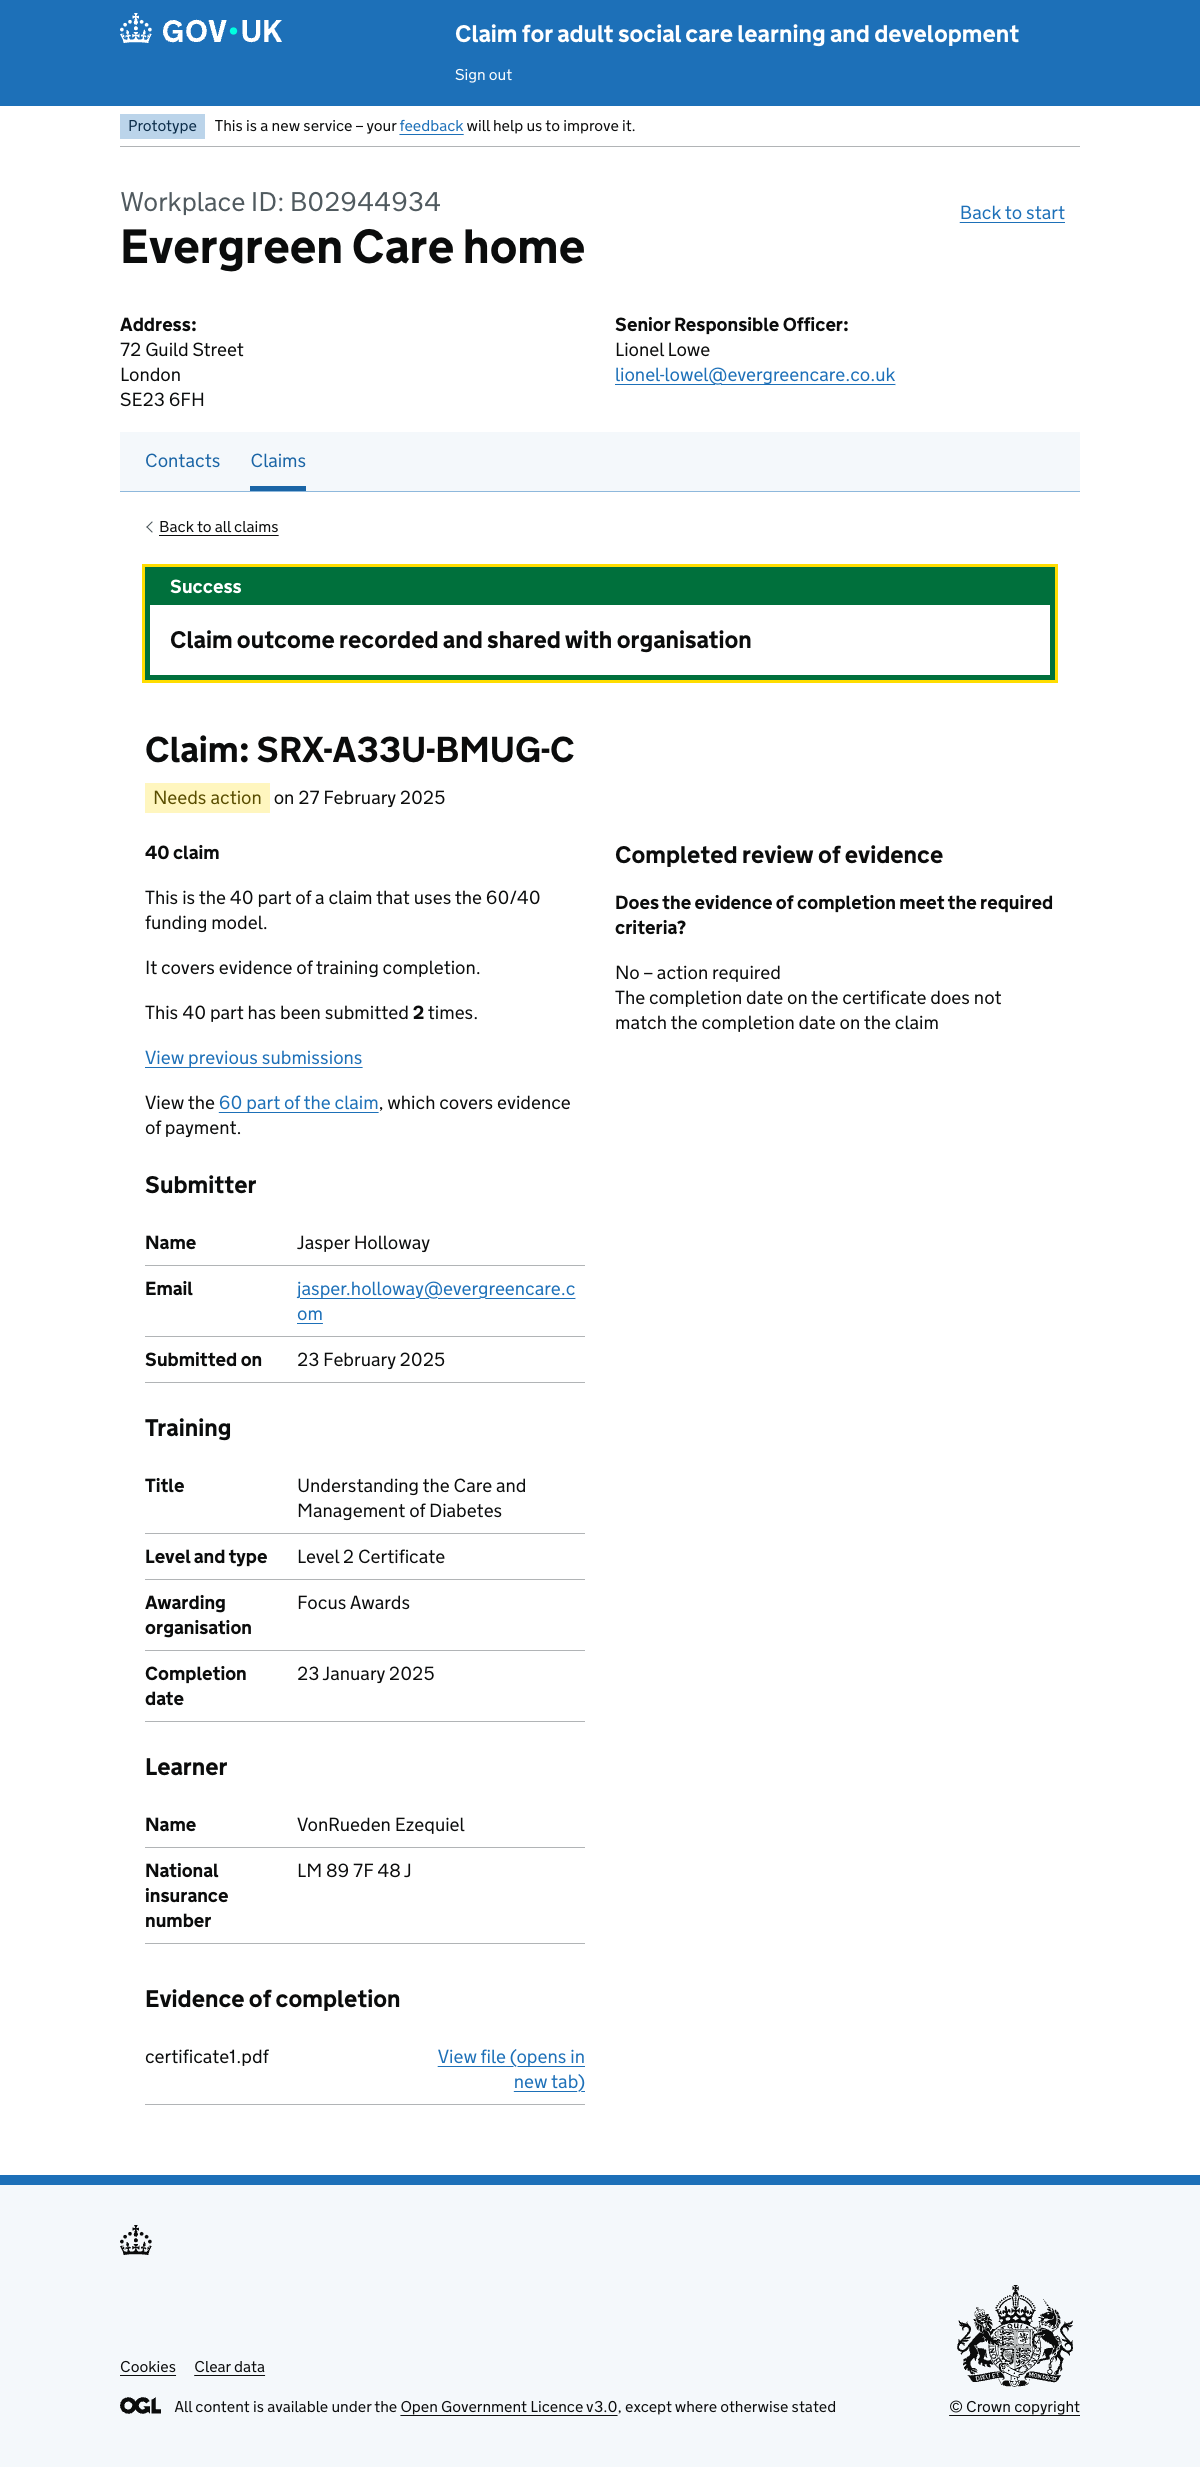 GOV·UK
Claim for adult social care learning and development
Sign out
Prototype This is a new service – your feedback will help us to improve it.
Workplace ID: B02944934
Back to start
Evergreen Care home
Address:
72 Guild Street
London
SE23 6FH
Senior Responsible Officer:
Lionel Lowe
lionel-lowel@evergreencare.co.uk
Contacts Claims
Back to all claims
Success
Claim outcome recorded and shared with organisation
Claim: SRX-A33U-BMUG-C
Needs action on 27 February 2025
40 claim
This is the 40 part of a claim that uses the 60/40
funding model.
It covers evidence of training completion.
This 40 part has been submitted 2 times.
View previous submissions
View the 60 part of the claim, which covers evidence
of payment.
Completed review of evidence
Does the evidence of completion meet the required
criteria?
No – action required
The completion date on the certificate does not
match the completion date on the claim
Submitter
Name Jasper Holloway
Email jasper.holloway@evergreencare.c
om
Submitted on 23 February 2025
Training
Title Understanding the Care and
Management of Diabetes
Level and type Level 2 Certificate
Awarding Focus Awards
organisation
Completion 23 January 2025
date
Learner
Name VonRueden Ezequiel
National LM 89 7F 48 J
insurance
number
Evidence of completion
certificate1.pdf View file (opens in
new tab)
Cookies Clear data
OGL All content is available under the Open Government Licence v3.0, except where otherwise stated
© Crown copyright